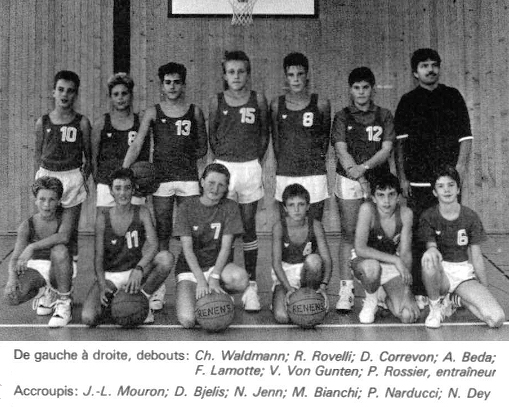 10
8
13
15
8
12
11
7
6
RENENS
RENENS
De gauche à droite, debouts: Ch. Waldmann; R. Rovelli; D. Correvon; A. Beda;
F. Lamotte; V. Von Gunten; P. Rossier, entraîneur
Accroupis: J.-L. Mouron; D. Bjelis; N. Jenn; M. Bianchi; P. Narducci; N. Dey